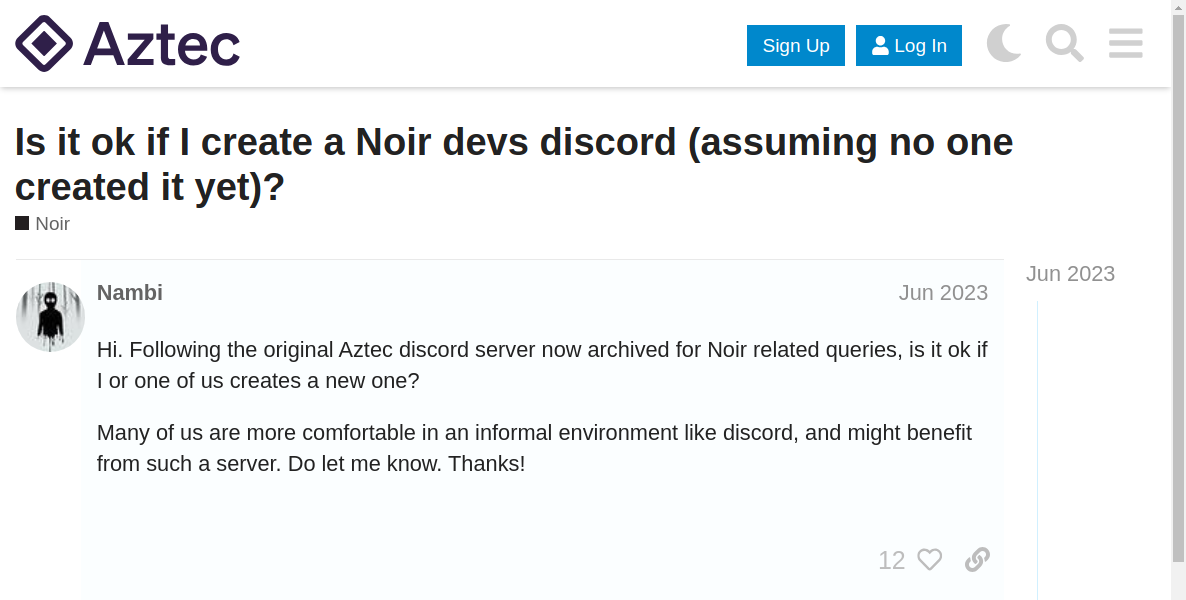 Aztec
Sign Up
Log In
Is it ok if I create a Noir devs discord (assuming no one
created it yet)?
Noir
Jun 2023
Nambi
Jun 2023
Hi. Following the original Aztec discord server now archived for Noir related queries, is it ok if
I or one of us creates a new one?
Many of us are more comfortable in an informal environment like discord, and might benefit
from such a server. Do let me know. Thanks!
12